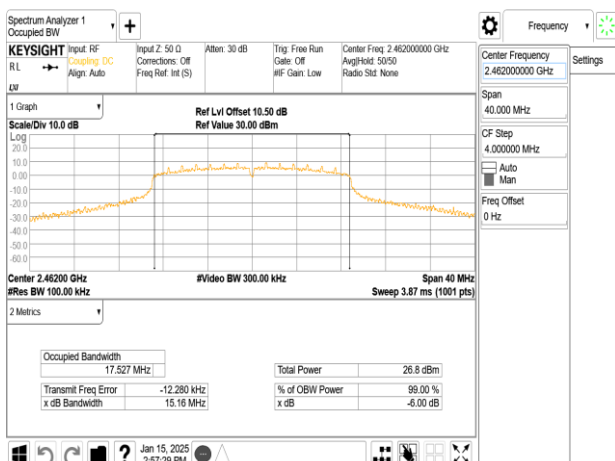 Spectrum Analyzer 1
Occupied BW
Frequency
KEYSIGHT
RL
LXI
Input: RF
Coupling: DC
Align: Auto
Input Z: 50 Ω
Corrections: Off
Freq Ref: Int (S)
Atten: 30 dB
Trig: Free Run
Gate: Off
#IF Gain: Low
Center Freq: 2.462000000 GHz
Avg|Hold: 50/50
Radio Std: None
Center Frequency
2.462000000 GHz
Settings
Span
40.000 MHz
CF Step
4.000000 MHz
Auto
Man
Freq Offset
0 Hz
1 Graph
Scale/Div 10.0 dB
Ref Lvl Offset 10.50 dB
Ref Value 30.00 dBm
Log
20.0
10.0
0.00
-10.0
-20.0
-30.0
-40.0
-50.0
-60.0
Center 2.46200 GHz
#Video BW 300.00 kHz
Span 40 MHz
#Res BW 100.00 kHz
Sweep 3.87 ms (1001 pts)
2 Metrics
Occupied Bandwidth
17.527 MHz
Total Power 26.8 dBm
Transmit Freq Error -12.280 kHz
% of OBW Power 99.00 %
x dB Bandwidth 15.16 MHz
x dB -6.00 dB
?
Jan 15, 2025
2:57:29 PM